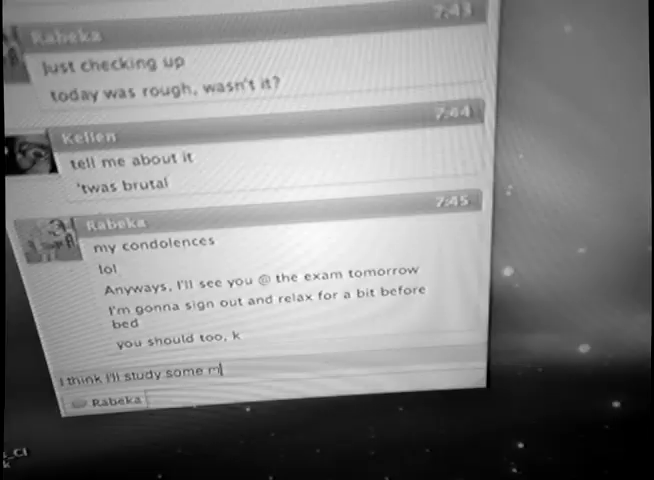 Rabeka 7:43
Just checking up
today was rough, wasn't it?
Kellen 7:44
tell me about it
'twas brutal
Rabeka 7:45
my condolences
lol
Anyways, I'll see you @ the exam tomorrow
I'm gonna sign out and relax for a bit before
bed
you should too, k
I think I'll study some m
Rabeka